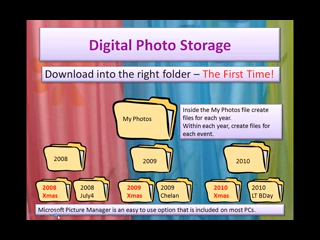 Digital Photo Storage
Download into the right folder – The First Time!
My Photos
Inside the My Photos file create
files for each year.
Within each year, create files for
each event.
2008
2009
2010
2008
Xmas
2008
July4
2009
Xmas
2009
Chelan
2010
Xmas
2010
LT BDay
Microsoft Picture Manager is an easy to use option that is included on most PCs.